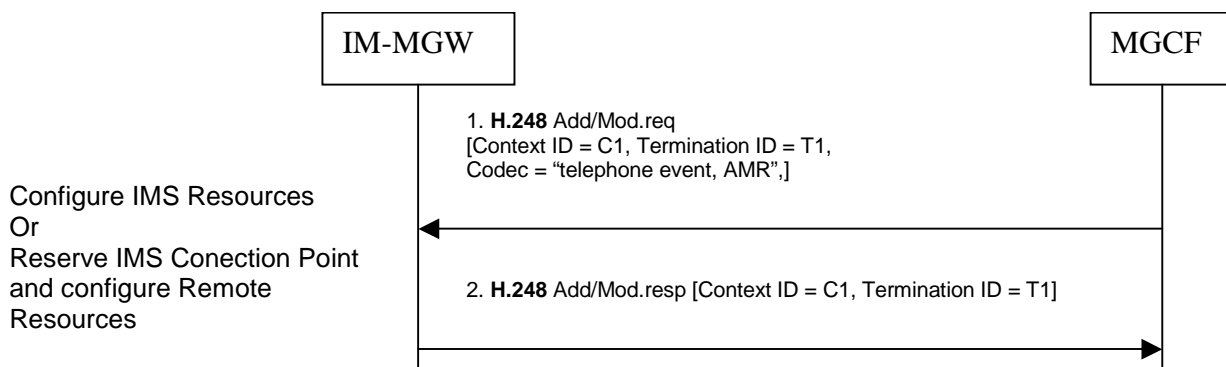 IM-MGW
MGCF
1. H.248 Add/Mod.req
[Context ID = C1, Termination ID = T1,
Codec = “telephone event, AMR”,]
Configure IMS Resources
Or
Reserve IMS Conection Point
and configure Remote
Resources
2. H.248 Add/Mod.resp [Context ID = C1, Termination ID = T1]